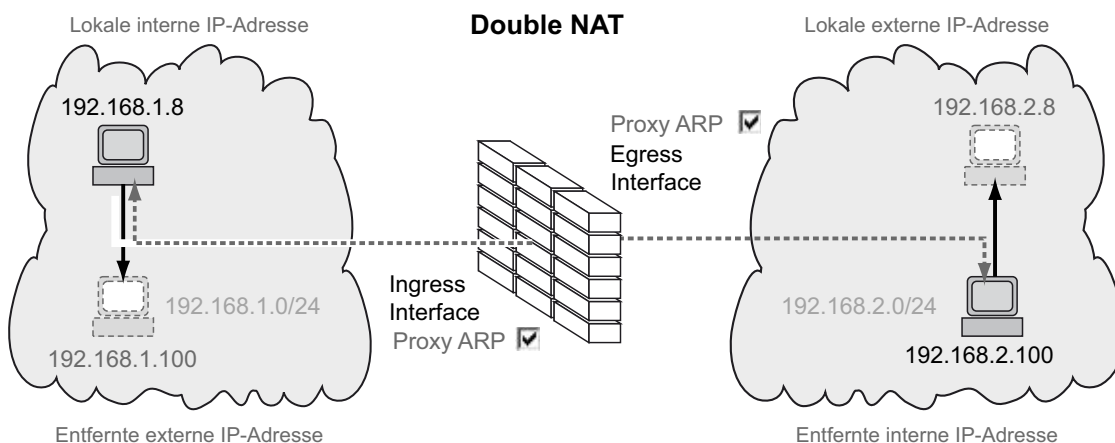 Lokale interne IP-Adresse
Double NAT
Lokale externe IP-Adresse
192.168.1.8
192.168.2.8
Proxy ARP
Egress
Interface
Ingress
Interface
Proxy ARP
192.168.1.0/24
192.168.2.0/24
192.168.1.100
192.168.2.100
Entfernte externe IP-Adresse
Entfernte interne IP-Adresse